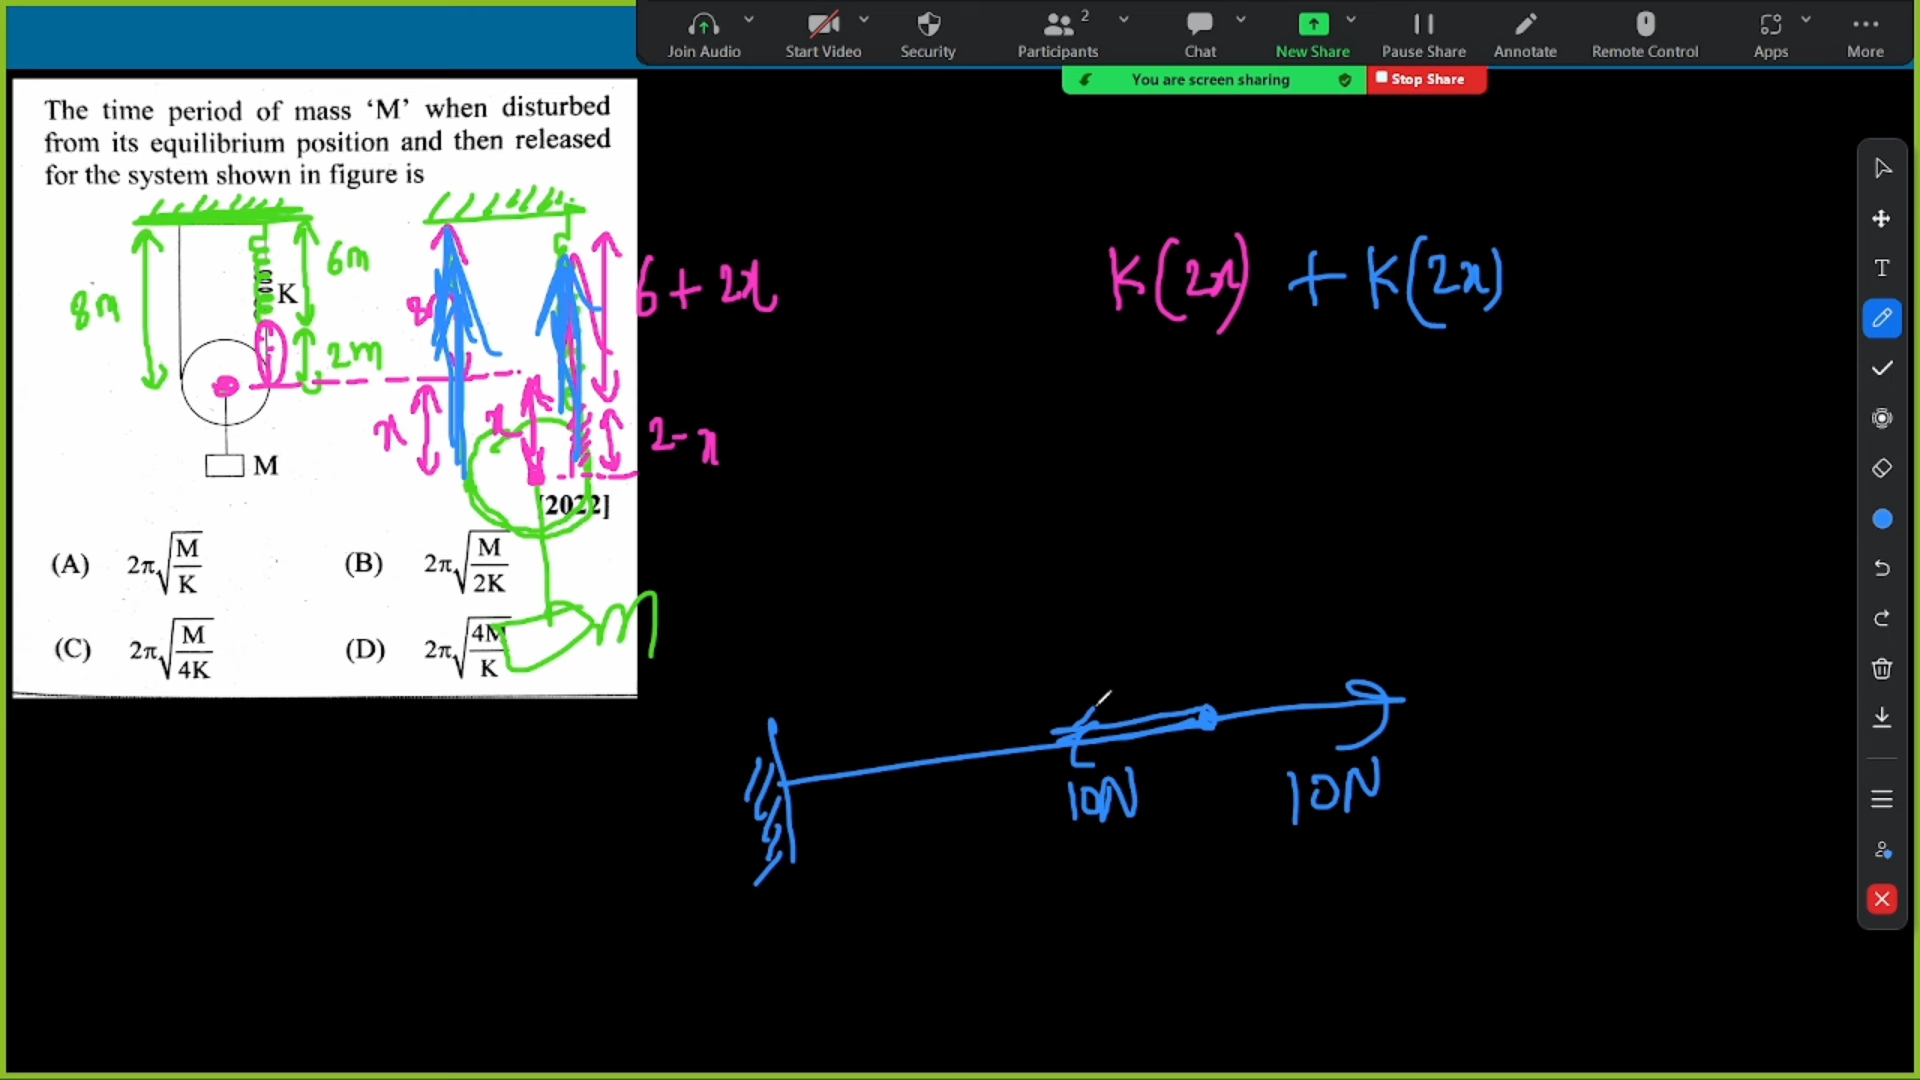 Join Audio
Start Video
Security
Participants
2
Chat
New Share
Pause Share
Annotate
Remote Control
Apps
More
You are screen sharing
Stop Share
The time period of mass ‘M’ when disturbed
from its equilibrium position and then released
for the system shown in figure is
8m
6m
K
2m
M
x
x
6 + 2x
2 - x
[2022]
m
(A) 2π√M/K
(B) 2π√M/2K
(C) 2π√M/4K
(D) 2π√4M/K
K(2x) + K(2x)
10N
10N
T